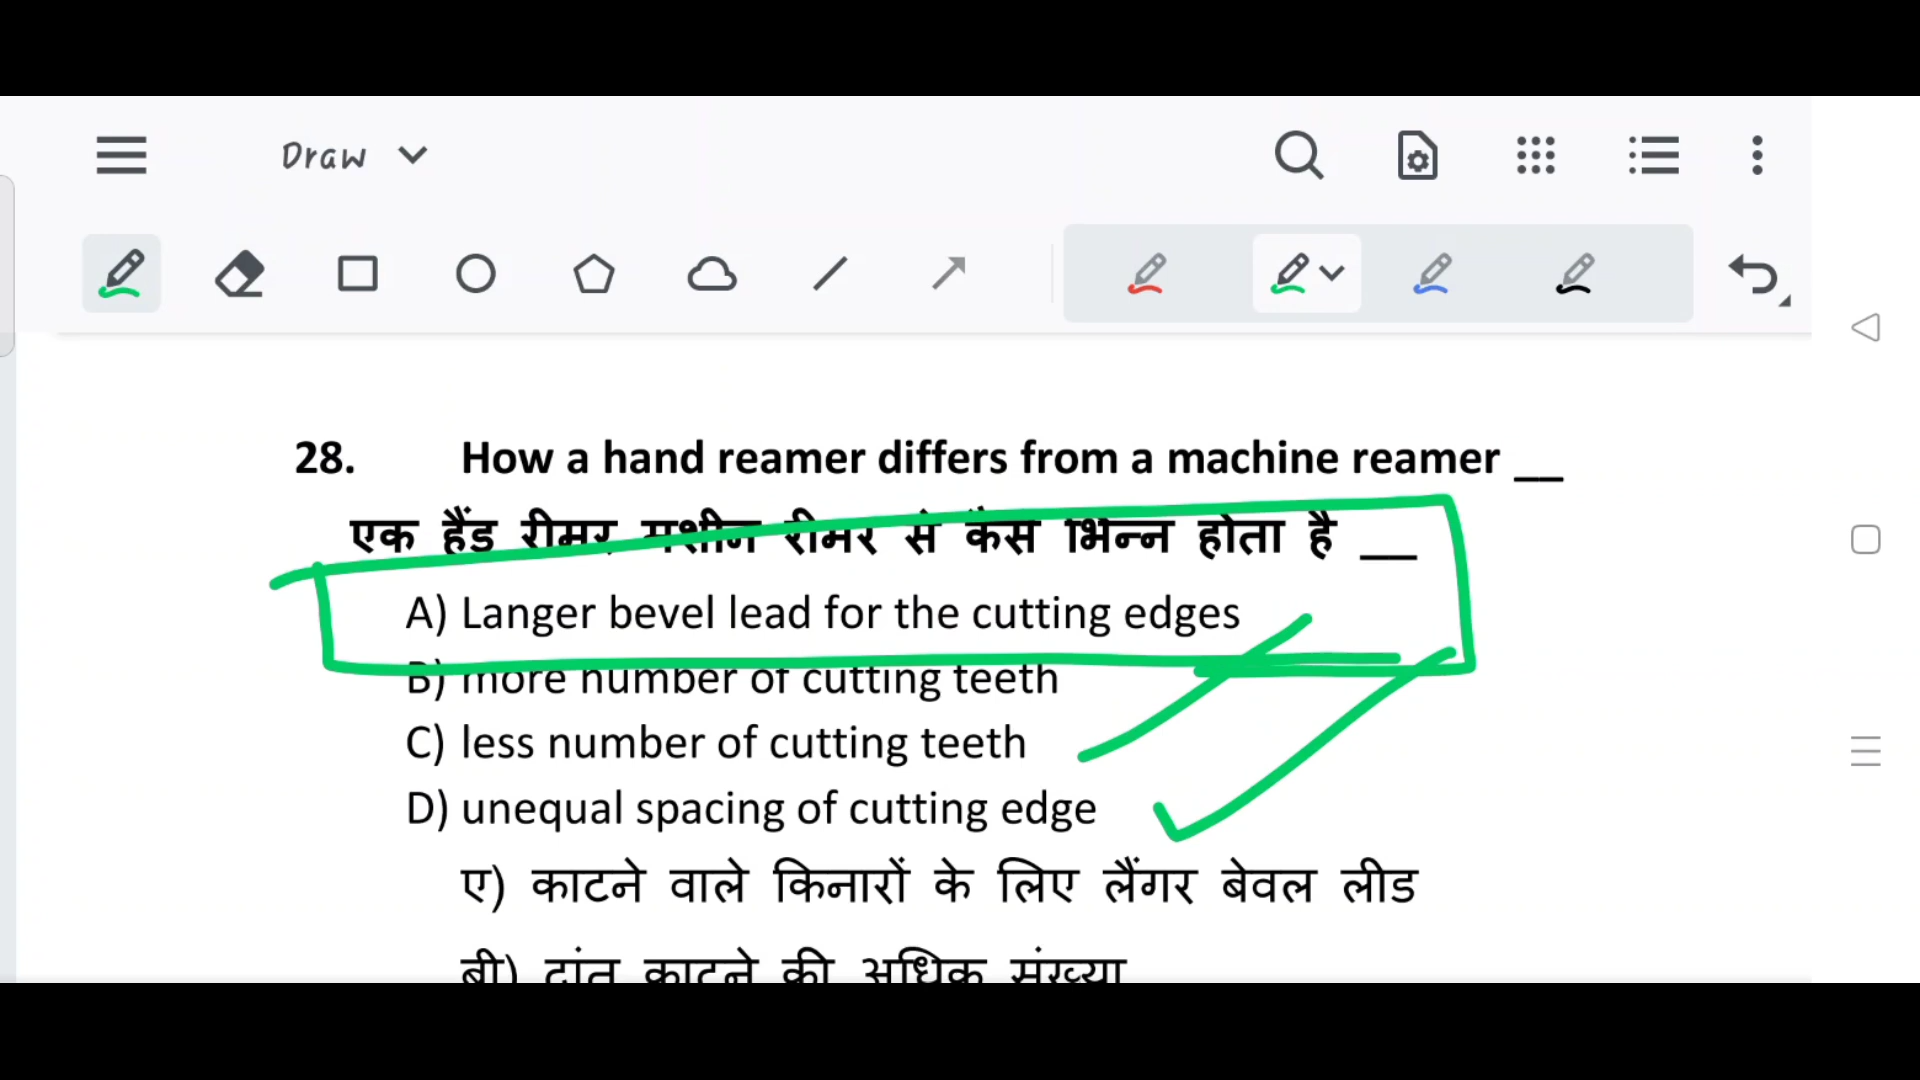 Draw
28. How a hand reamer differs from a machine reamer __
एक हैंड रीमर मशीन रीमर से कैसे भिन्न होता है __
A) Langer bevel lead for the cutting edges
B) more number of cutting teeth
C) less number of cutting teeth
D) unequal spacing of cutting edge
ए) काटने वाले किनारों के लिए लैंगर बेवल लीड
बी) दांत काटने की अधिक संख्या